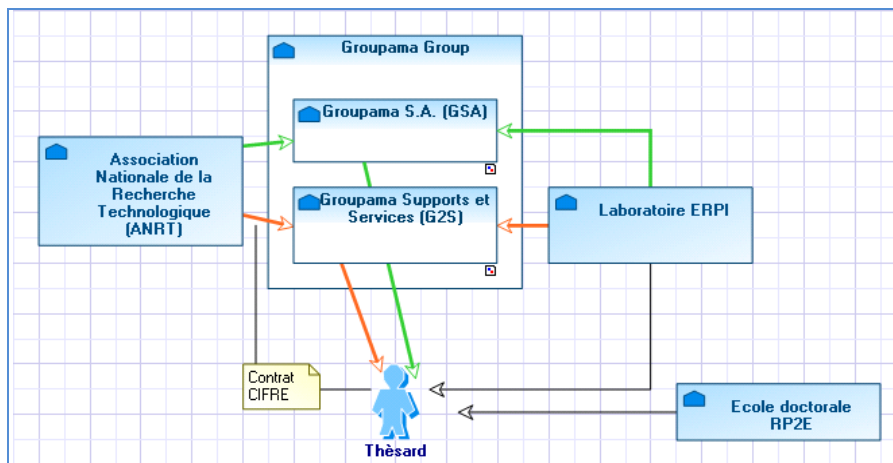 Groupama Group
Groupama S.A. (GSA)
Association
Nationale de la
Recherche
Technologique
(ANRT)
Groupama Supports et
Services (G2S)
Laboratoire ERPI
Contrat
CIFRE
Ecole doctorale
RP2E
Thèsard